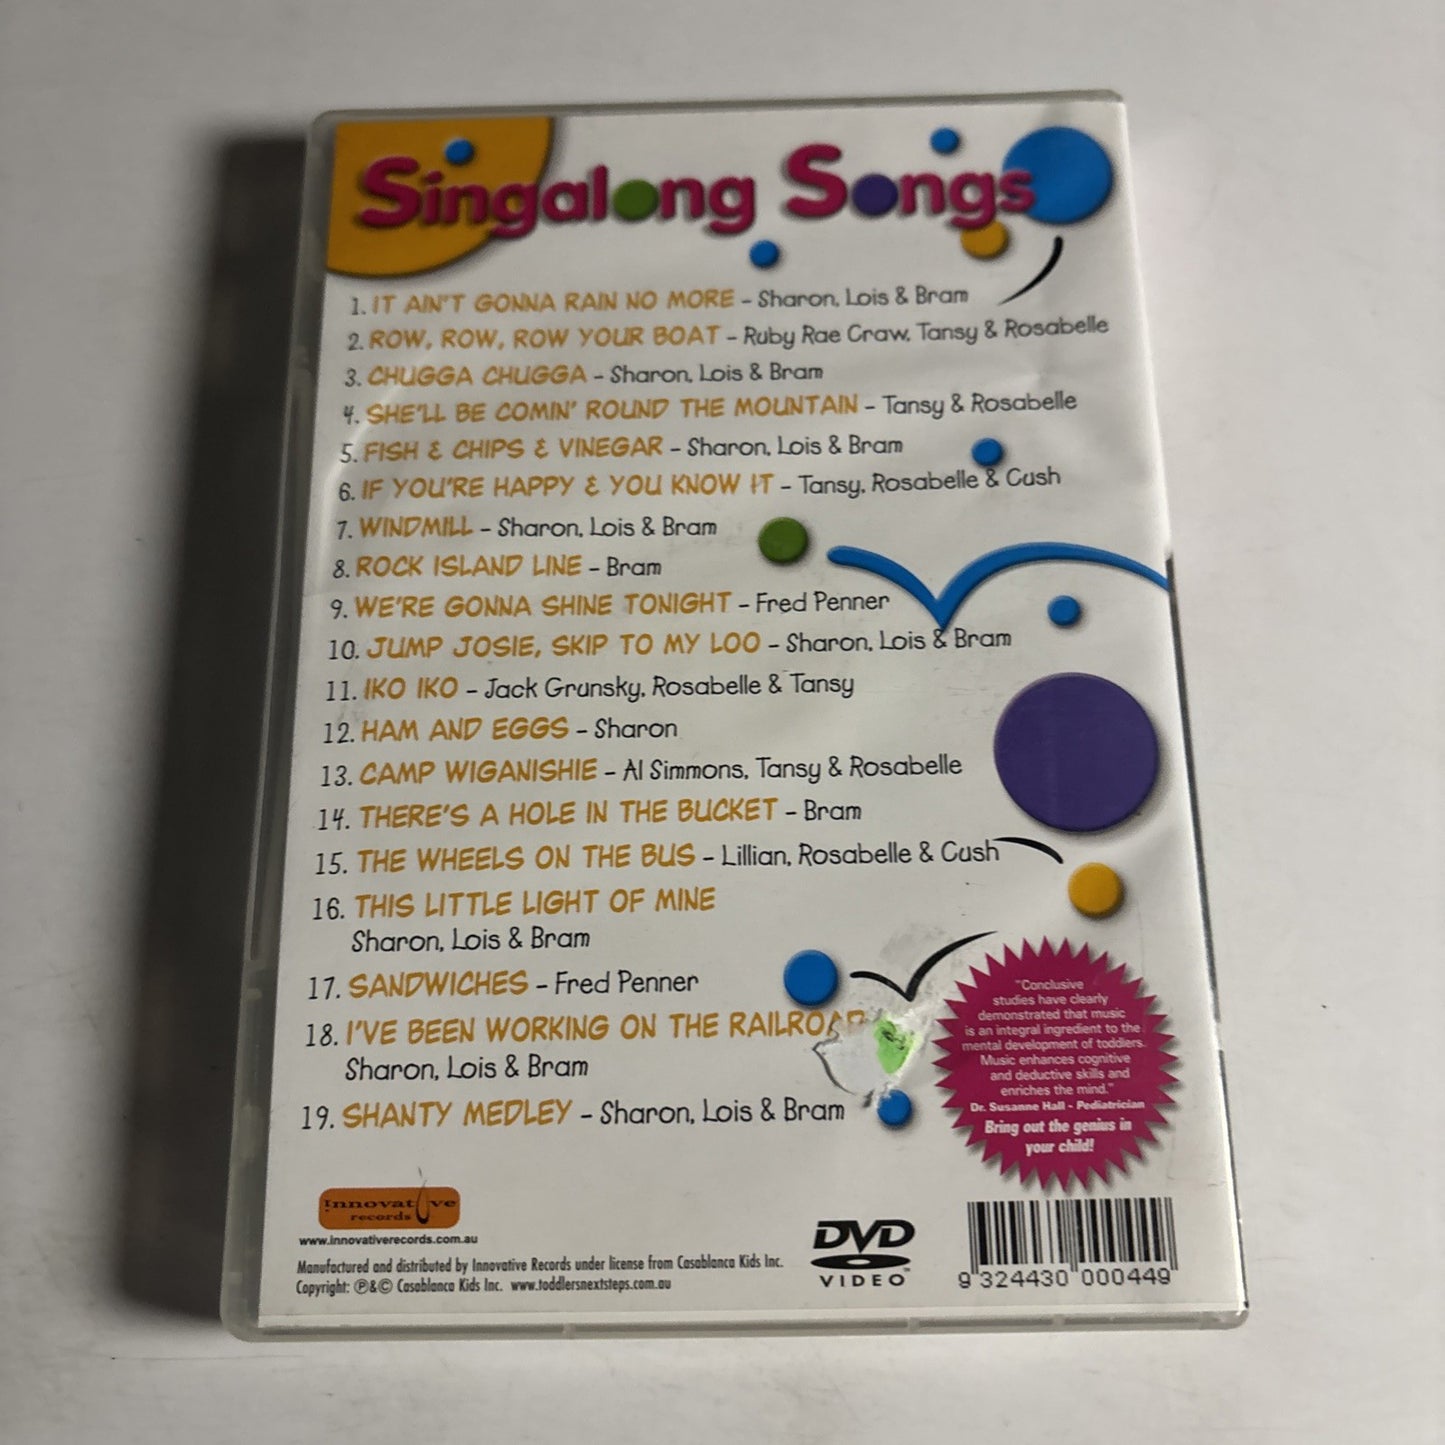 Singalong Songs
1. IT AIN'T GONNA RAIN NO MORE – Sharon, Lois & Bram
2. ROW, ROW, ROW YOUR BOAT – Ruby Rae Craw, Tansy & Rosabelle
3. CHUGGA CHUGGA – Sharon, Lois & Bram
4. SHE'LL BE COMIN' ROUND THE MOUNTAIN – Tansy & Rosabelle
5. FISH & CHIPS & VINEGAR – Sharon, Lois & Bram
6. IF YOU'RE HAPPY & YOU KNOW IT – Tansy, Rosabelle & Cush
7. WINDMILL – Sharon, Lois & Bram
8. ROCK ISLAND LINE – Bram
9. WE'RE GONNA SHINE TONIGHT – Fred Penner
10. JUMP JOSIE, SKIP TO MY LOO – Sharon, Lois & Bram
11. IKO IKO – Jack Grunsky, Rosabelle & Tansy
12. HAM AND EGGS – Sharon
13. CAMP WIGANISHIE – Al Simmons, Tansy & Rosabelle
14. THERE'S A HOLE IN THE BUCKET – Bram
15. THE WHEELS ON THE BUS – Lillian, Rosabelle & Cush
16. THIS LITTLE LIGHT OF MINE
Sharon, Lois & Bram
17. SANDWICHES – Fred Penner
18. I'VE BEEN WORKING ON THE RAILROAD
Sharon, Lois & Bram
19. SHANTY MEDLEY – Sharon, Lois & Bram
"Conclusive
studies have clearly
demonstrated that music
is an integral ingredient to the
mental development of toddlers.
Music enhances cognitive
and deductive skills and
enriches the mind."
Dr. Susanne Hall - Pediatrician
Bring out the genius in
your child!
innovative
records
www.innovativerecords.com.au
Manufactured and distributed by Innovative Records under license from Casablanca Kids Inc.
Copyright: ℗&© Casablanca Kids Inc. www.toddlersnextsteps.com.au
DVD
VIDEO™
9 324430 000449